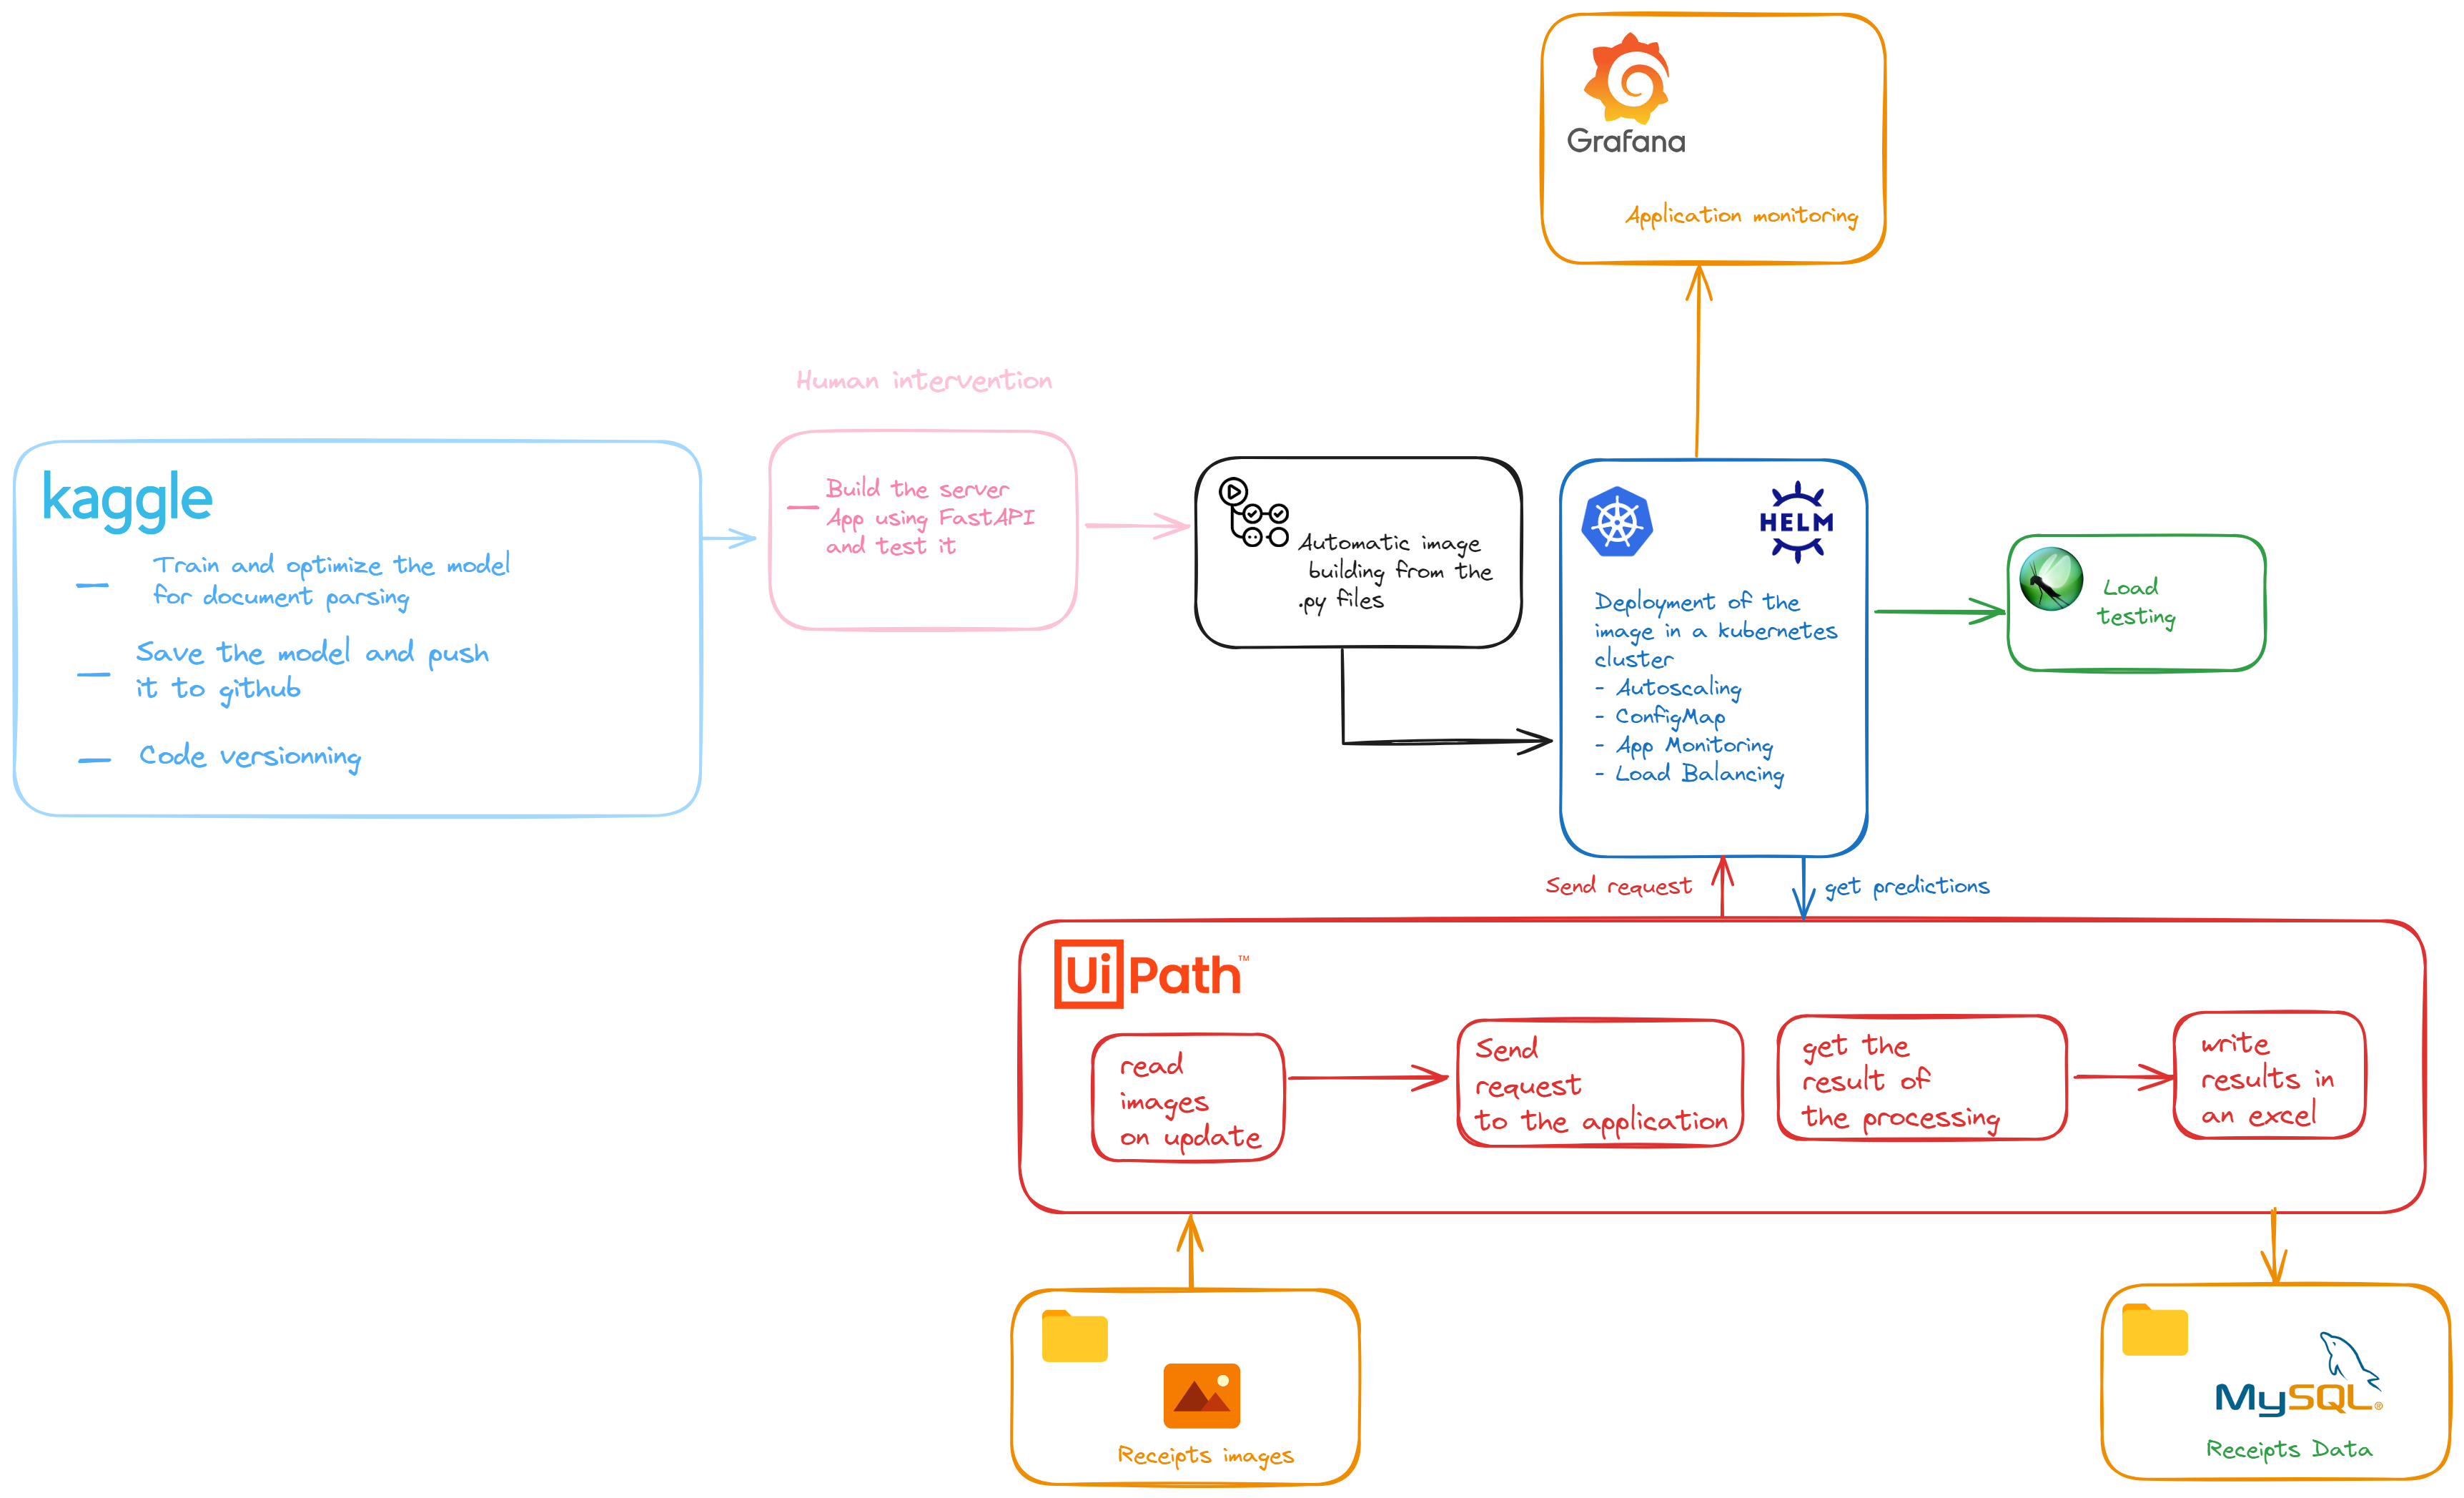 Grafana
Application monitoring
Human intervention
kaggle
— Train and optimize the model
for document parsing
— Save the model and push
it to github
— Code versionning
— Build the server
App using FastAPI
and test it
Automatic image
building from the
.py files
HELM
Deployment of the
image in a kubernetes
cluster
- Autoscaling
- ConfigMap
- App Monitoring
- Load Balancing
Load
testing
Send request
get predictions
UiPath™
read
images
on update
Send
request
to the application
get the
result of
the processing
write
results in
an excel
Receipts images
MySQL®
Receipts Data